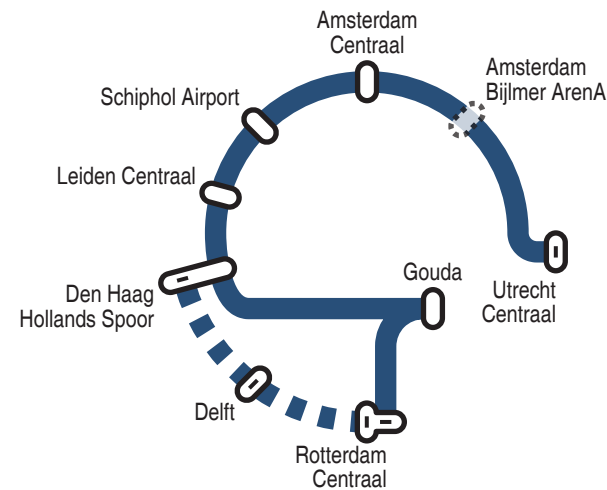 Amsterdam
Centraal
Amsterdam
Bijlmer ArenA
Schiphol Airport
Leiden Centraal
Gouda
Den Haag
Hollands Spoor
Utrecht
Centraal
Delft
Rotterdam
Centraal